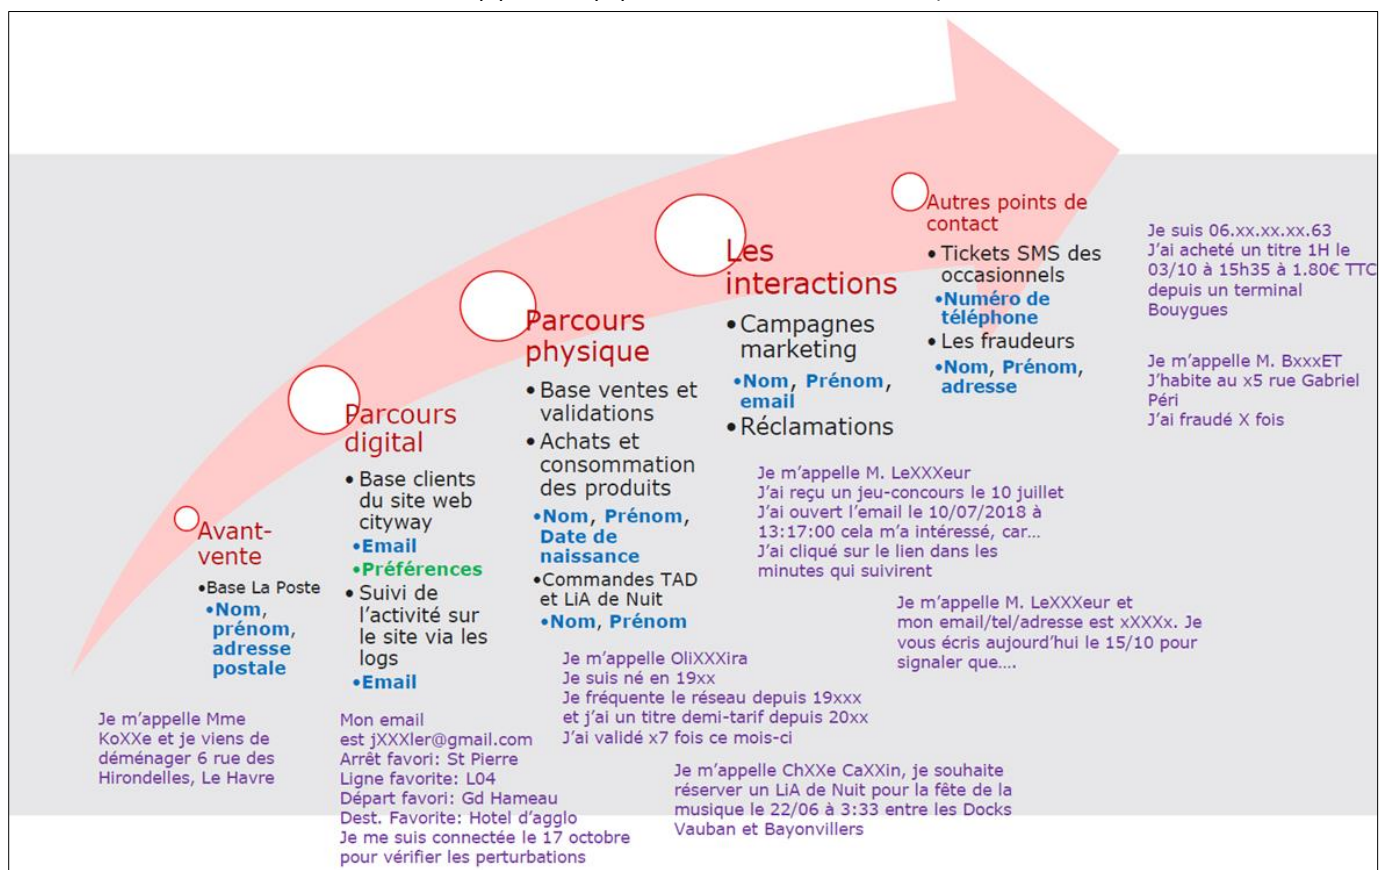 Avant-
vente
•Base La Poste
•Nom,
prénom,
adresse
postale
Je m'appelle Mme
KoXXe et je viens de
déménager 6 rue des
Hirondelles, Le Havre
Parcours
digital
• Base clients
du site web
cityway
•Email
•Préférences
• Suivi de
l'activité sur
le site via les
logs
•Email
Mon email
est jXXXler@gmail.com
Arrêt favori: St Pierre
Ligne favorite: L04
Départ favori: Gd Hameau
Dest. Favorite: Hotel d'agglo
Je me suis connectée le 17 octobre
pour vérifier les perturbations
Parcours
physique
• Base ventes et
validations
• Achats et
consommation
des produits
•Nom, Prénom,
Date de
naissance
•Commandes TAD
et LiA de Nuit
•Nom, Prénom
Je m'appelle OliXXXira
Je suis né en 19xx
Je fréquente le réseau depuis 19xxx
et j'ai un titre demi-tarif depuis 20xx
J'ai validé x7 fois ce mois-ci
Je m'appelle ChXXe CaXXin, je souhaite
réserver un LiA de Nuit pour la fête de la
musique le 22/06 à 3:33 entre les Docks
Vauban et Bayonvillers
Les
interactions
• Campagnes
marketing
•Nom, Prénom,
email
• Réclamations
Je m'appelle M. LeXXXeur
J'ai reçu un jeu-concours le 10 juillet
J'ai ouvert l'email le 10/07/2018 à
13:17:00 cela m'a intéressé, car...
J'ai cliqué sur le lien dans les
minutes qui suivirent
Je m'appelle M. LeXXXeur et
mon email/tel/adresse est xXXXx. Je
vous écris aujourd'hui le 15/10 pour
signaler que....
Autres points de
contact
• Tickets SMS des
occasionnels
•Numéro de
téléphone
• Les fraudeurs
•Nom, Prénom,
adresse
Je suis 06.xx.xx.xx.63
J'ai acheté un titre 1H le
03/10 à 15h35 à 1.80€ TTC
depuis un terminal
Bouygues
Je m'appelle M. BxxxET
J'habite au x5 rue Gabriel
Péri
J'ai fraudé X fois